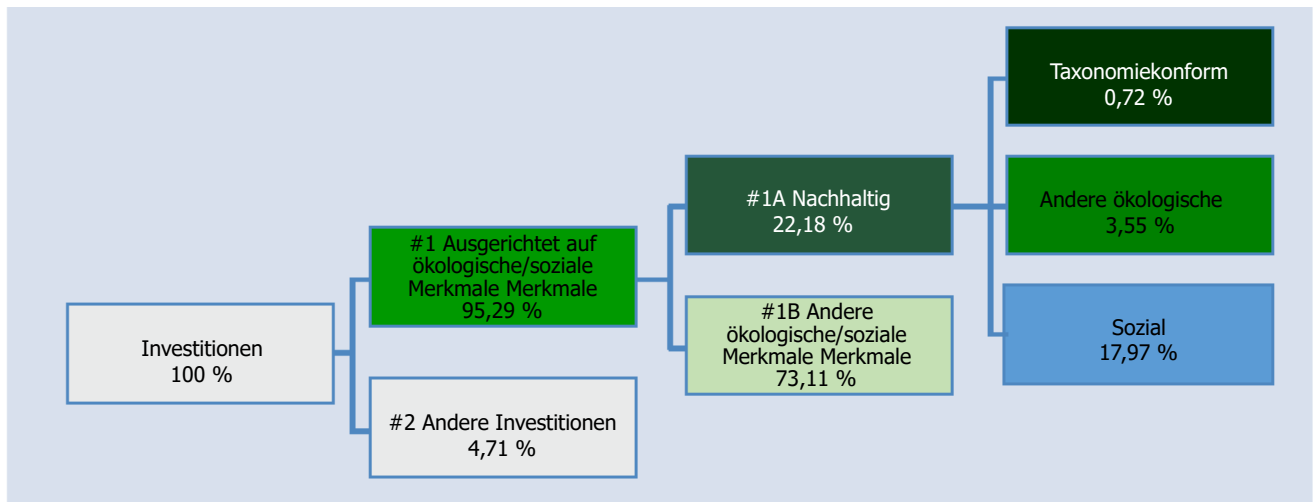 Investitionen
100 %
#1 Ausgerichtet auf
ökologische/soziale
Merkmale Merkmale
95,29 %
#2 Andere Investitionen
4,71 %
#1A Nachhaltig
22,18 %
#1B Andere
ökologische/soziale
Merkmale Merkmale
73,11 %
Taxonomiekonform
0,72 %
Andere ökologische
3,55 %
Sozial
17,97 %